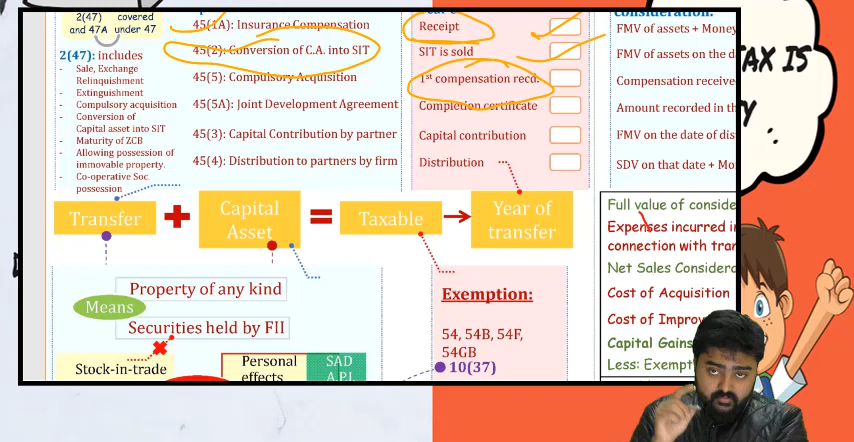 2(47) covered
and 47A under 47
2(47): includes
- Sale, Exchange
Relinquishment
- Extinguishment
- Compulsory acquisition
- Conversion of
Capital asset into SIT
- Maturity of ZCB
- Allowing possession of
immovable property.
- Co-operative Soc.
possession
45(1A): Insurance Compensation
45(2): Conversion of C.A. into SIT
45(5): Compulsory Acquisition
45(5A): Joint Development Agreement
45(3): Capital Contribution by partner
45(4): Distribution to partners by firm
Receipt
SIT is sold
1st compensation recd.
Completion certificate
Capital contribution
Distribution
consideration:
FMV of assets + Money
FMV of assets on the d
Compensation receive
Amount recorded in th
FMV on the date of dis
SDV on that date + Mo
AX IS
Transfer + Capital Asset = Taxable → Year of transfer
Full value of conside
Expenses incurred in
connection with tran
Net Sales Considera
Cost of Acquisition
Cost of Improv
Capital Gains
Less: Exempt
Property of any kind
Means
Securities held by FII
Stock-in-trade
Personal
effects
SAD
A.P.I.
Exemption:
54, 54B, 54F,
54GB
10(37)